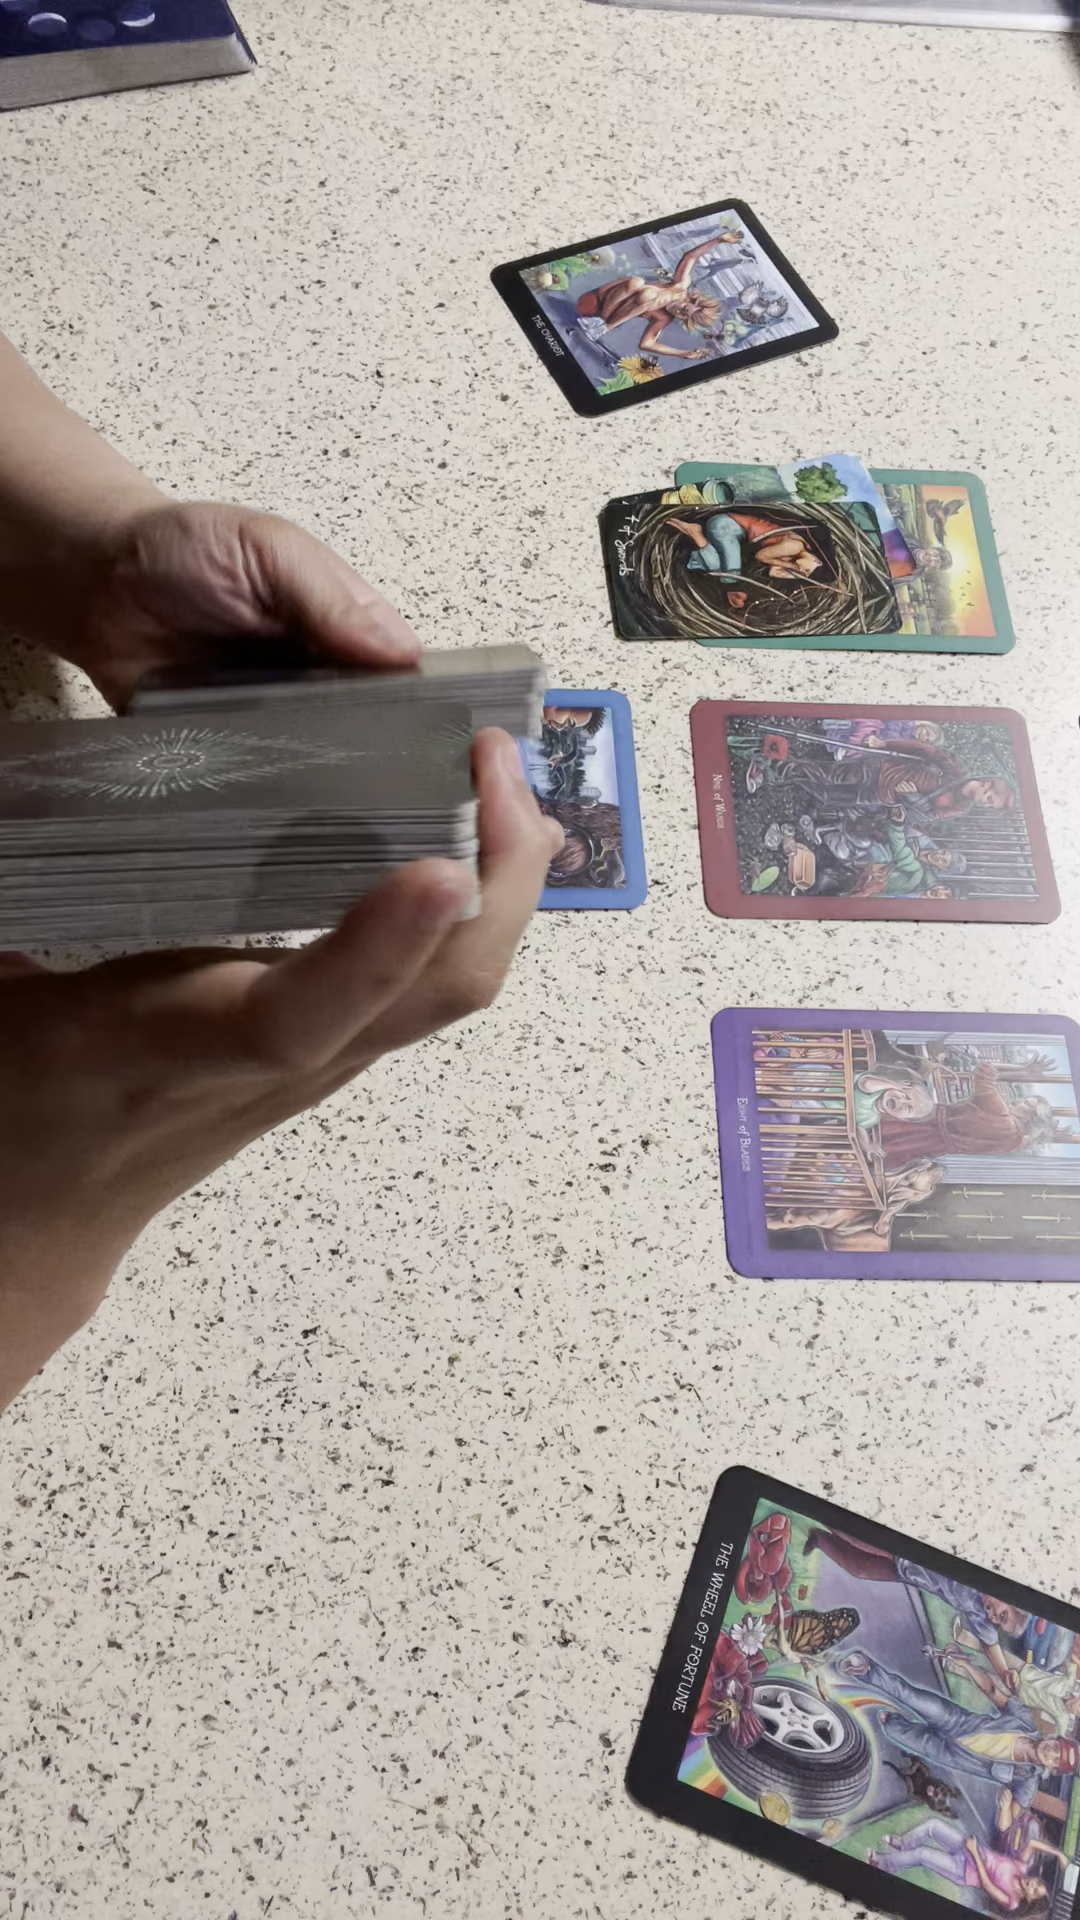 THE CHARIOT
4 of Swords
Nine of Wands
Eight of Blades
THE WHEEL OF FORTUNE